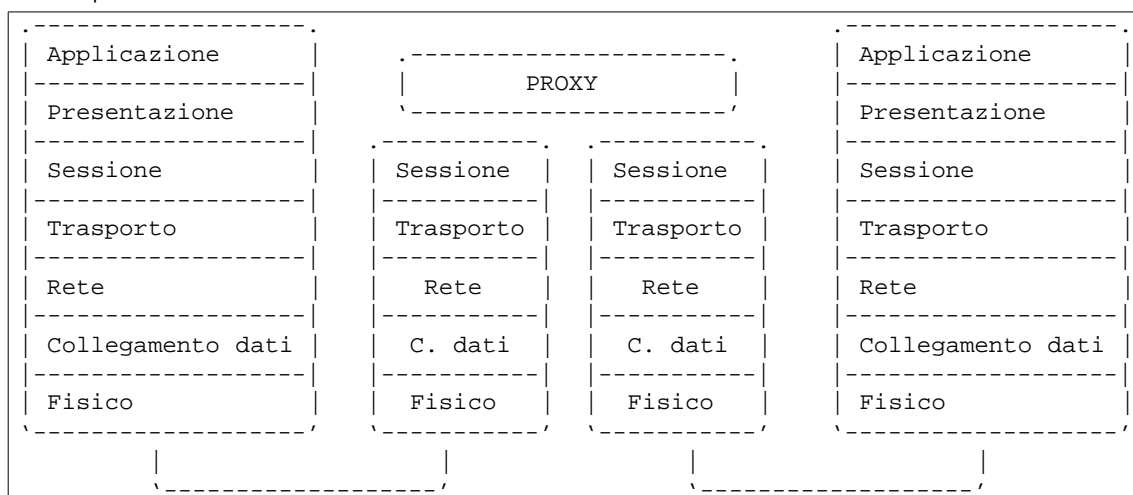 Applicazione Applicazione
PROXY
Presentazione Presentazione
Sessione Sessione Sessione Sessione
Trasporto Trasporto Trasporto Trasporto
Rete Rete Rete Rete
Collegamento dati C. dati C. dati Collegamento dati
Fisico Fisico Fisico Fisico